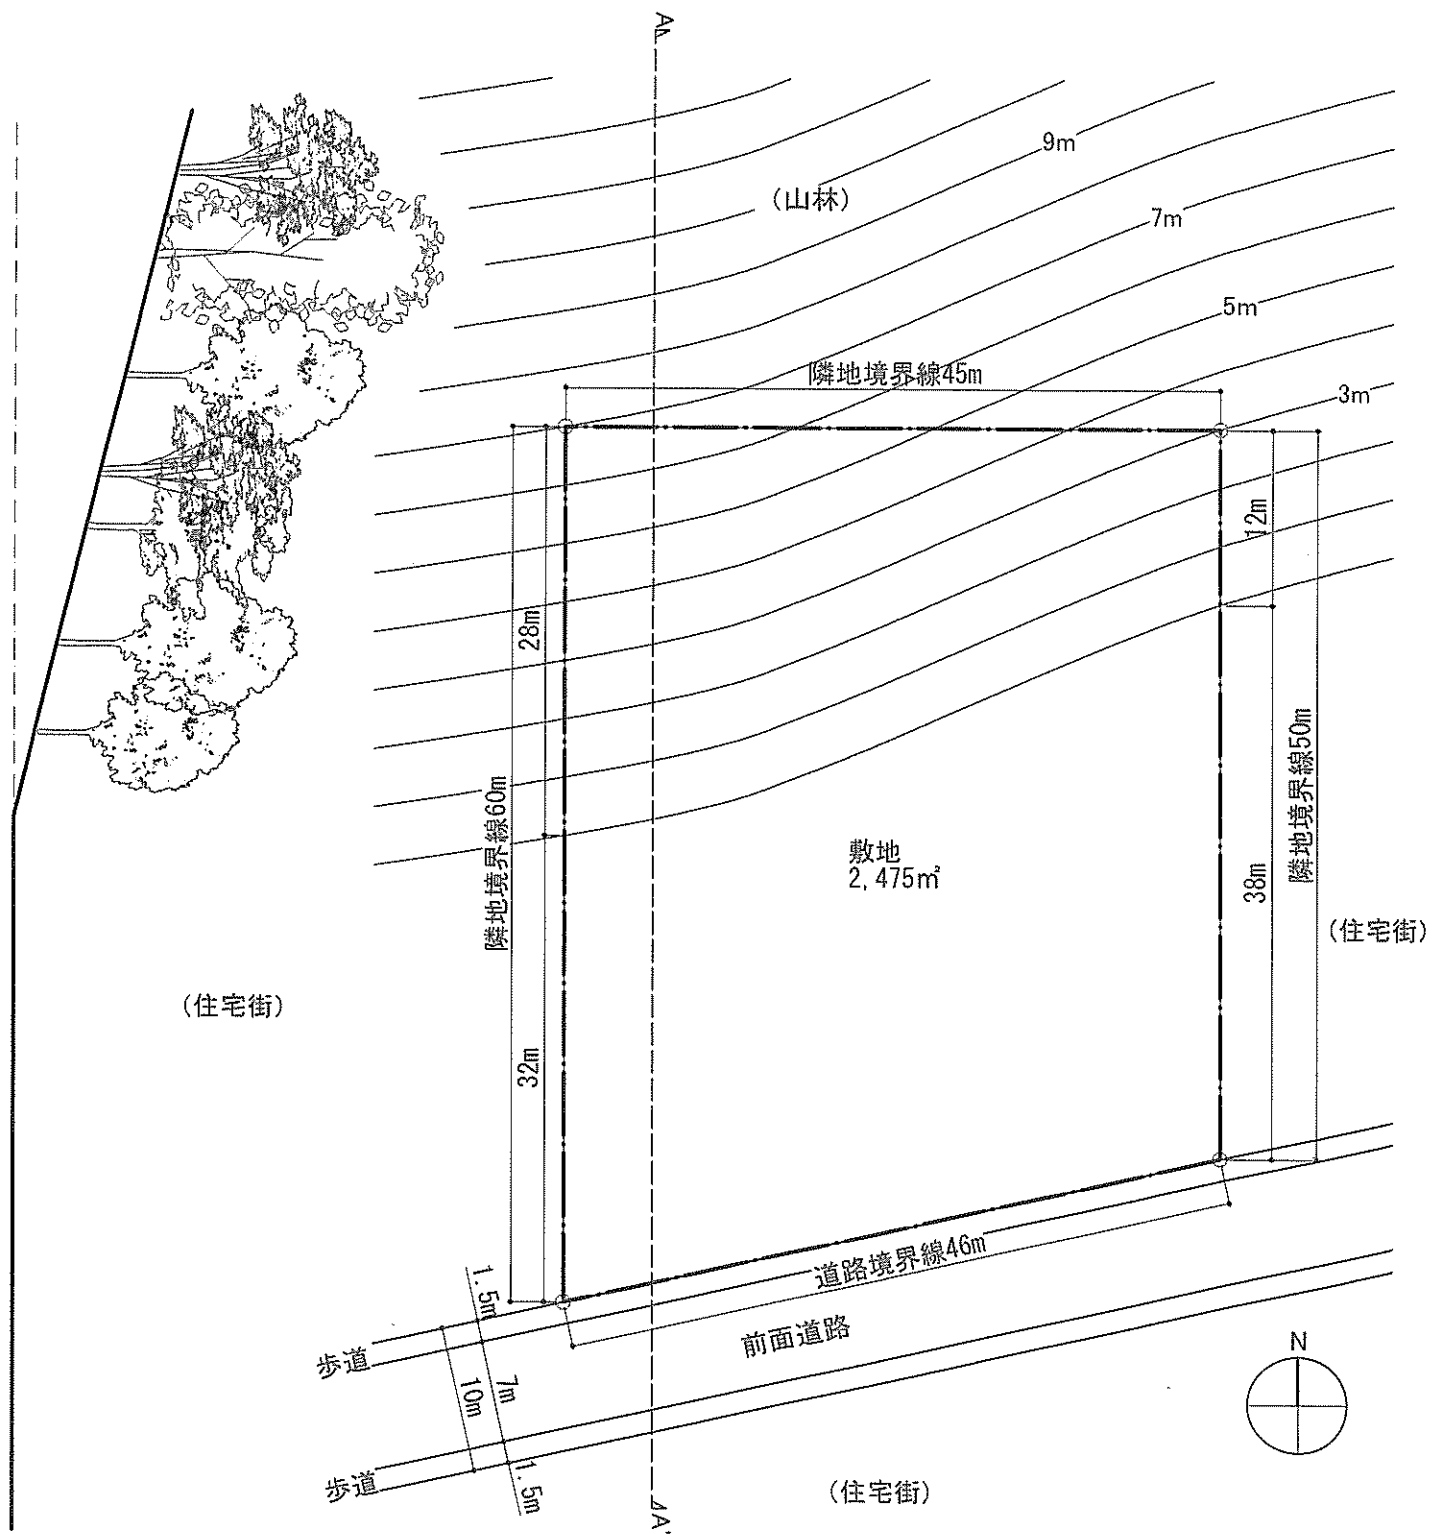 A
9m
(山林)
7m
5m
隣地境界線45m
3m
12m
28m
隣地境界線50m
隣地境界線60m
敷地
2,475㎡
38m
(住宅街)
(住宅街)
32m
道路境界線46m
1.5m
前面道路
N
歩道
7m
10m
歩道
1.5m
(住宅街)
A'